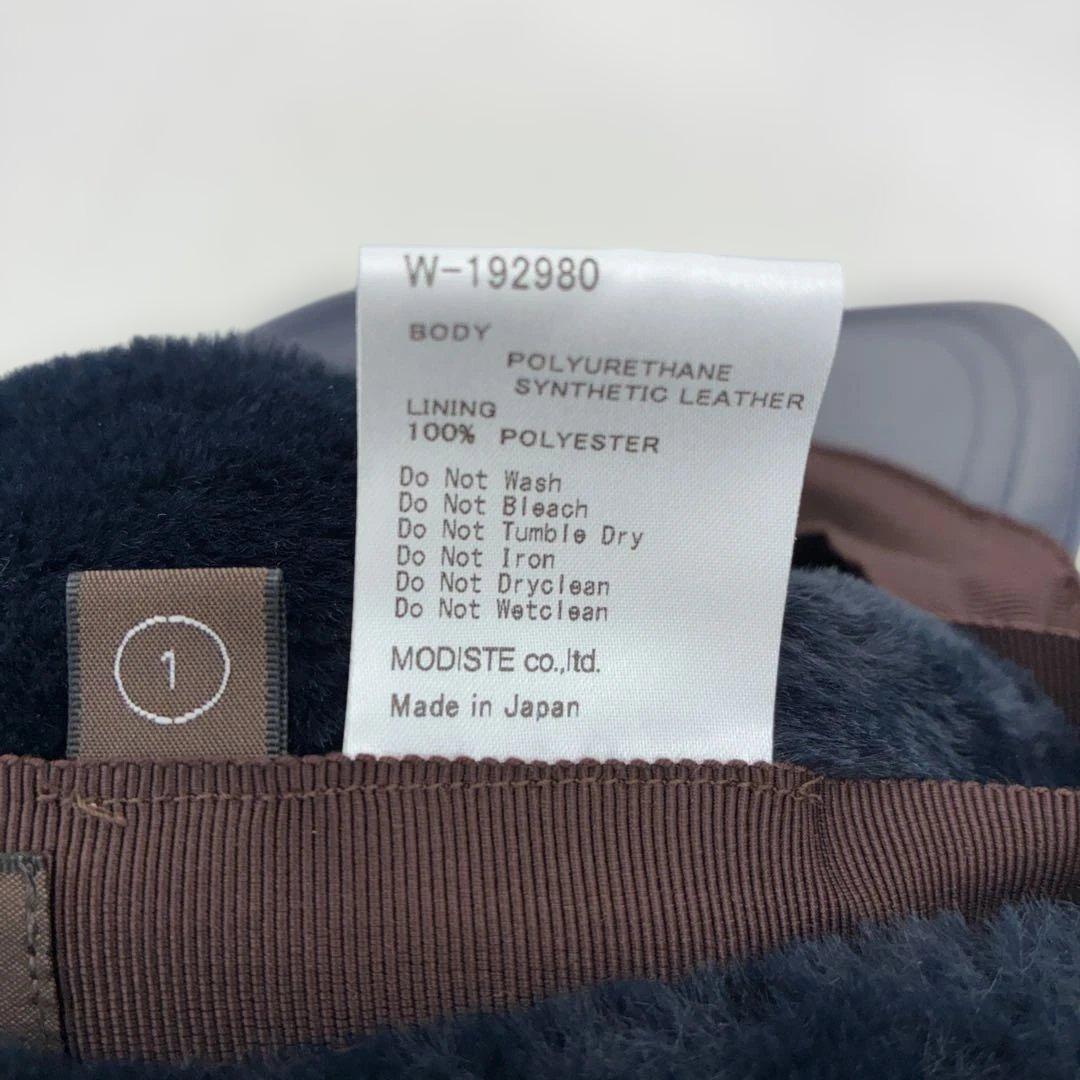 W-192980
BODY
POLYURETHANE
SYNTHETIC LEATHER
LINING
100% POLYESTER
Do Not Wash
Do Not Bleach
Do Not Tumble Dry
Do Not Iron
Do Not Dryclean
Do Not Wetclean
MODISTE co.,ltd.
Made in Japan
1